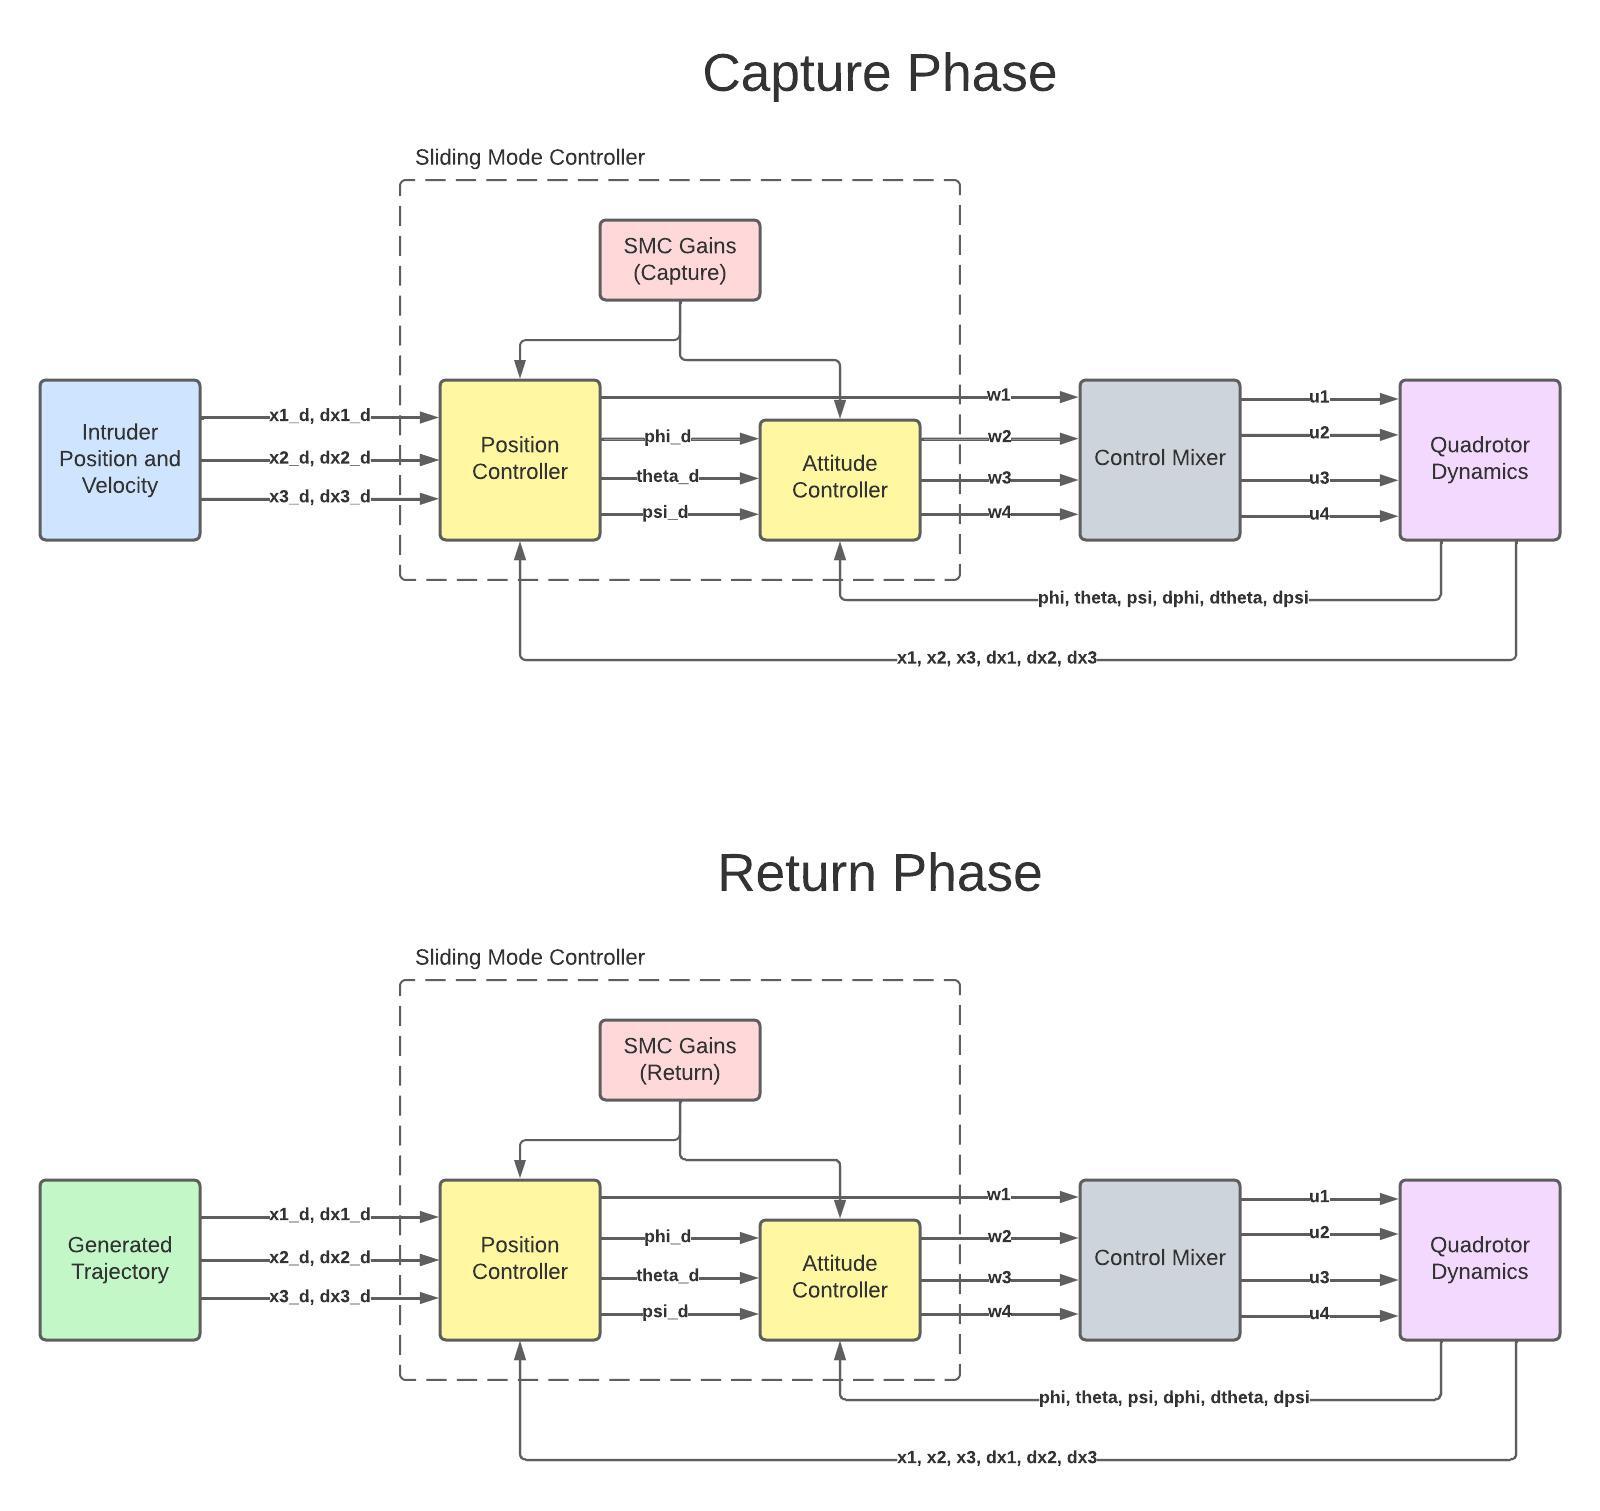 Capture Phase
Sliding Mode Controller
SMC Gains
(Capture)
Intruder
Position and
Velocity
x1_d, dx1_d
x2_d, dx2_d
x3_d, dx3_d
Position
Controller
phi_d
theta_d
psi_d
Attitude
Controller
w1
w2
w3
w4
Control Mixer
u1
u2
u3
u4
Quadrotor
Dynamics
phi, theta, psi, dphi, dtheta, dpsi
x1, x2, x3, dx1, dx2, dx3
Return Phase
Sliding Mode Controller
SMC Gains
(Return)
Generated
Trajectory
x1_d, dx1_d
x2_d, dx2_d
x3_d, dx3_d
Position
Controller
phi_d
theta_d
psi_d
Attitude
Controller
w1
w2
w3
w4
Control Mixer
u1
u2
u3
u4
Quadrotor
Dynamics
phi, theta, psi, dphi, dtheta, dpsi
x1, x2, x3, dx1, dx2, dx3